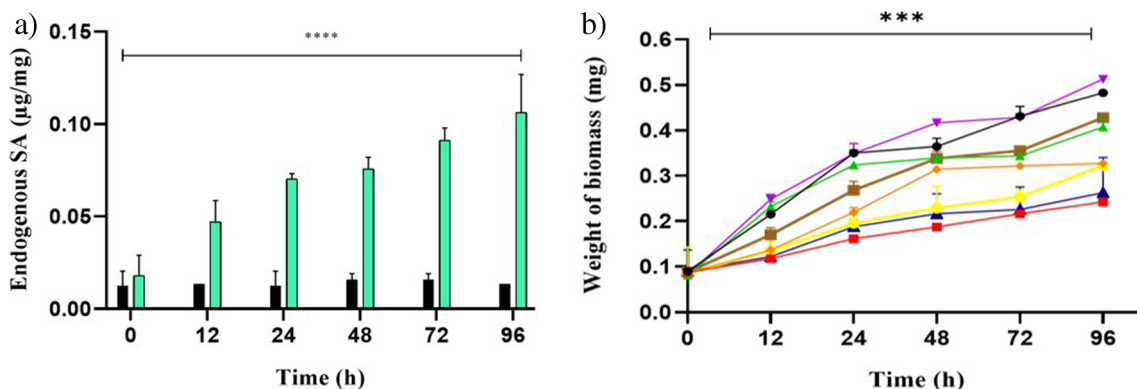 a)
Endogenous SA (µg/mg)
0.15
0.10
0.05
0.00
****
0 12 24 48 72 96
Time (h)
b)
Weight of biomass (mg)
0.6
0.5
0.4
0.3
0.2
0.1
0.0
***
0 12 24 48 72 96
Time (h)